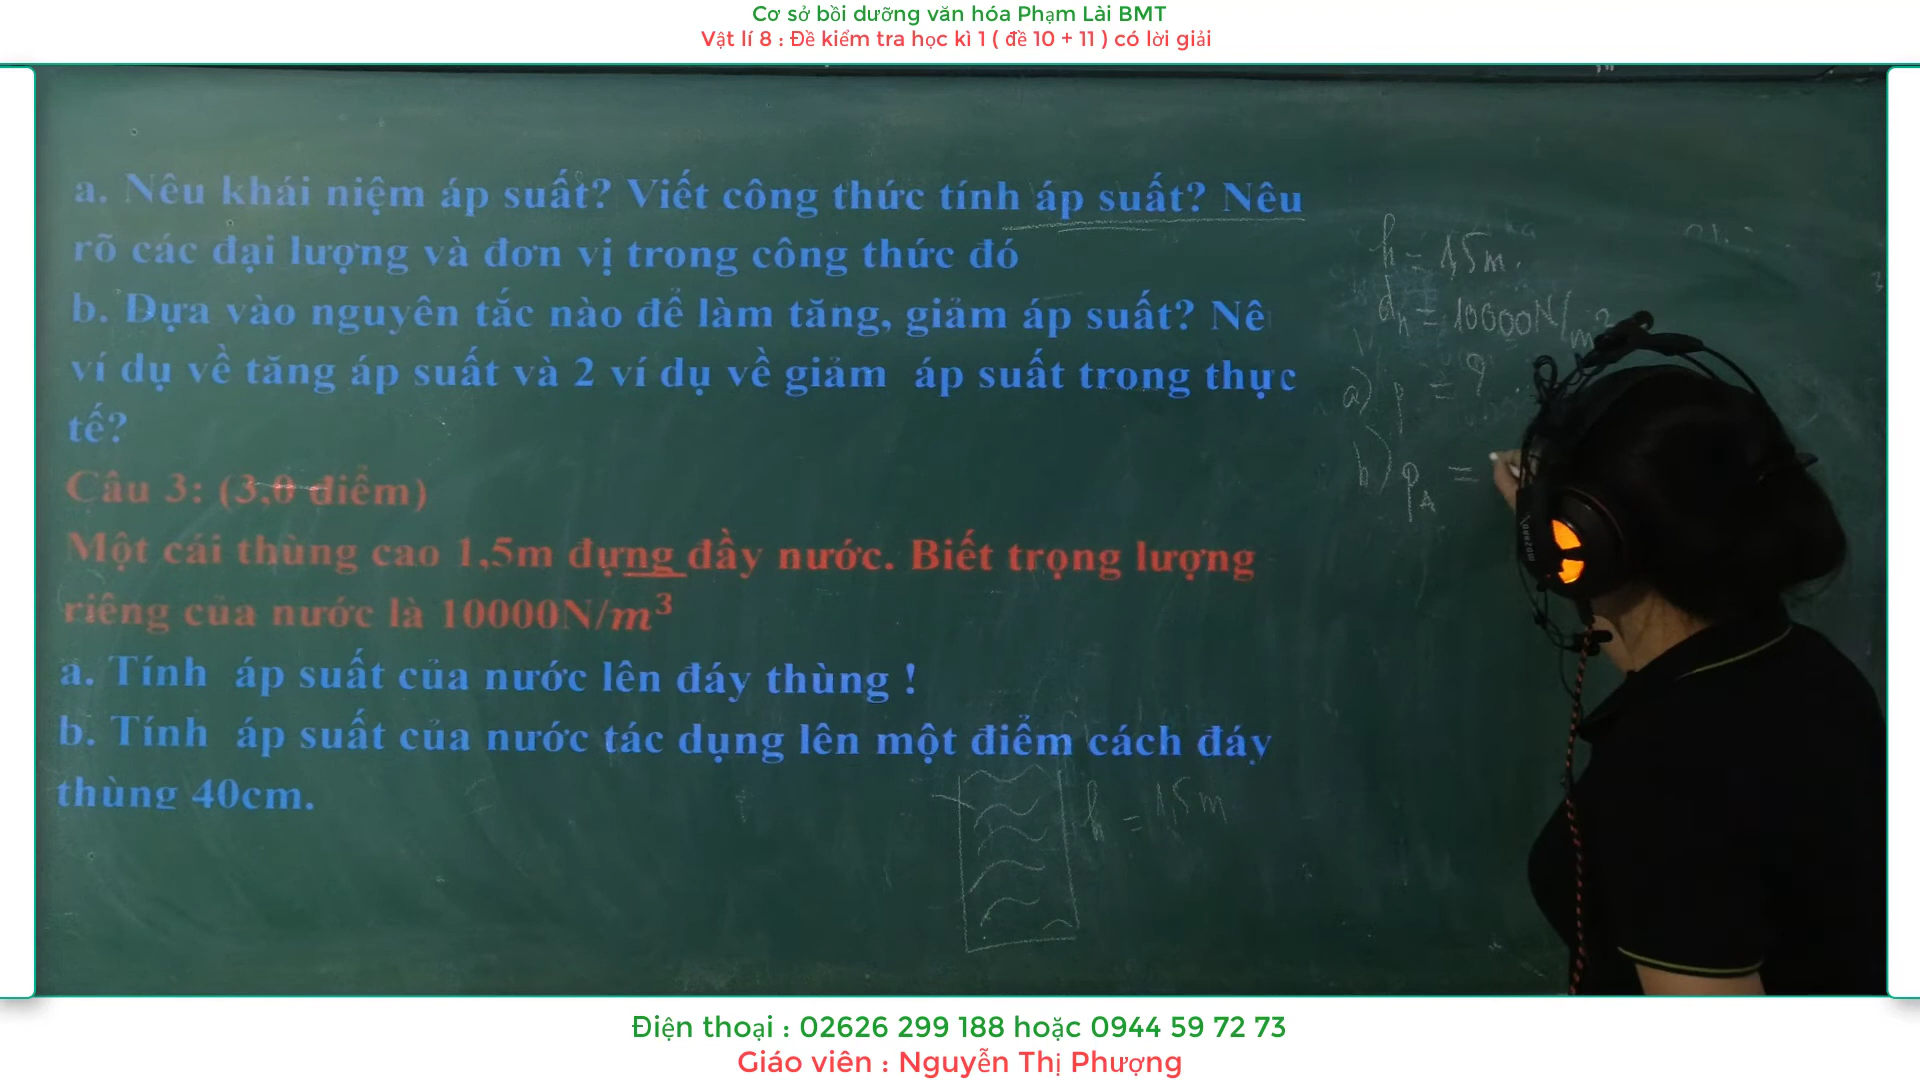 Cơ sở bồi dưỡng văn hóa Phạm Lài BMT
Vật lí 8 : Đề kiểm tra học kì 1 ( đề 10 + 11 ) có lời giải
a. Nêu khái niệm áp suất? Viết công thức tính áp suất? Nêu
rõ các đại lượng và đơn vị trong công thức đó
b. Dựa vào nguyên tắc nào để làm tăng, giảm áp suất? Nê
ví dụ về tăng áp suất và 2 ví dụ về giảm áp suất trong thực
tế?
Câu 3: (3,0 điểm)
Một cái thùng cao 1,5m đựng đầy nước. Biết trọng lượng
riêng của nước là 10000N/m³
a. Tính áp suất của nước lên đáy thùng !
b. Tính áp suất của nước tác dụng lên một điểm cách đáy
thùng 40cm.
h = 1,5m
h = 1,5m.
dn = 10000N/m³
a) p = ?
b) pA =
Điện thoại : 02626 299 188 hoặc 0944 59 72 73
Giáo viên : Nguyễn Thị Phượng